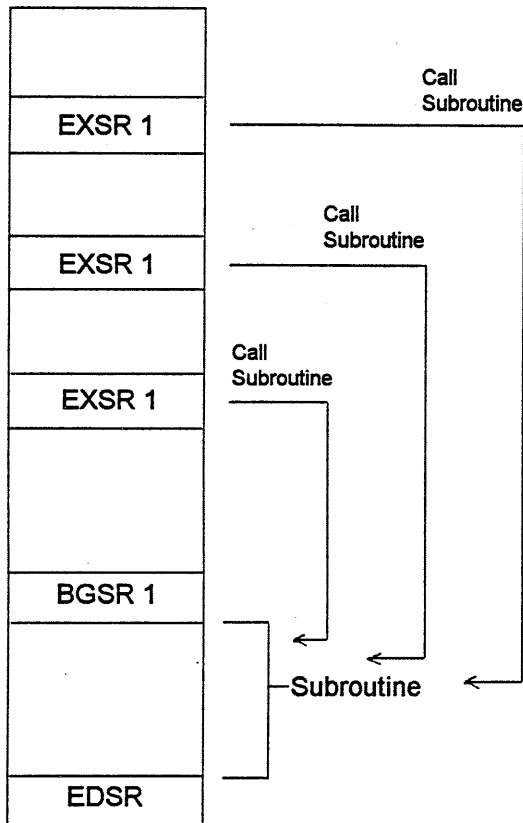 Call
Subroutine
EXSR 1
Call
Subroutine
EXSR 1
Call
Subroutine
EXSR 1
BGSR 1
Subroutine
EDSR